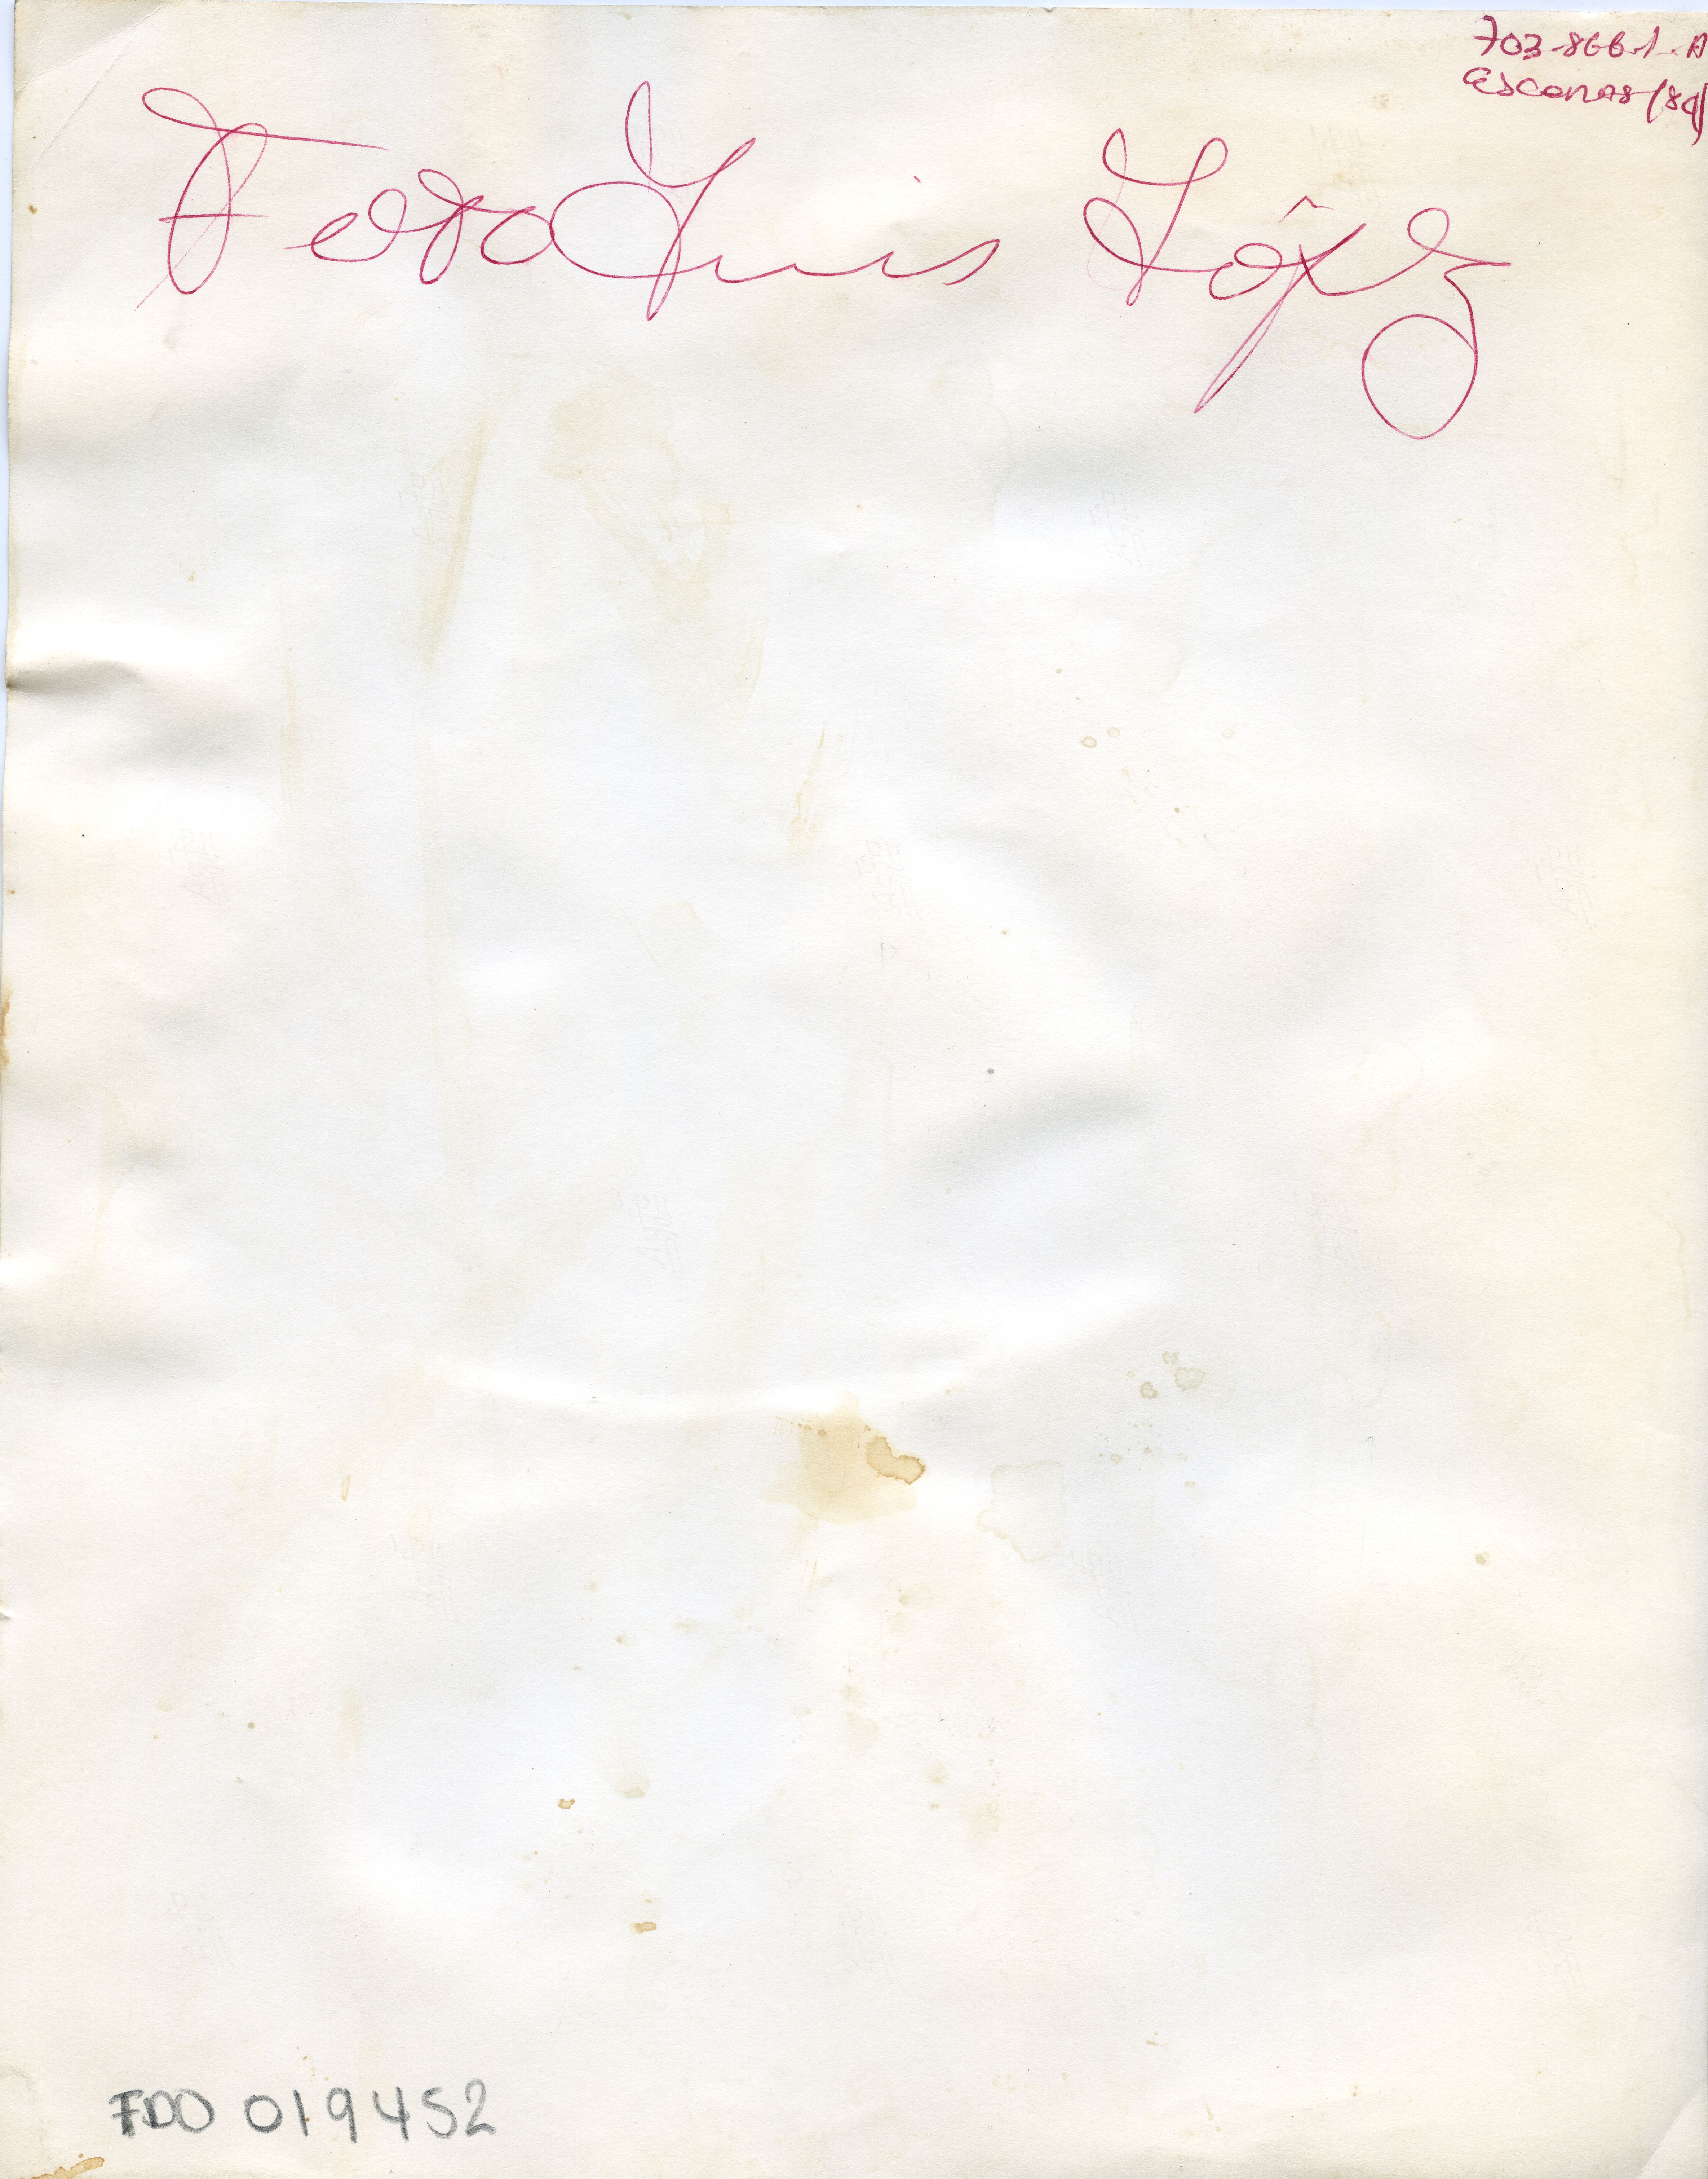 703-866-1-A
escenas (84)
Foto Luis López
FDO 019452